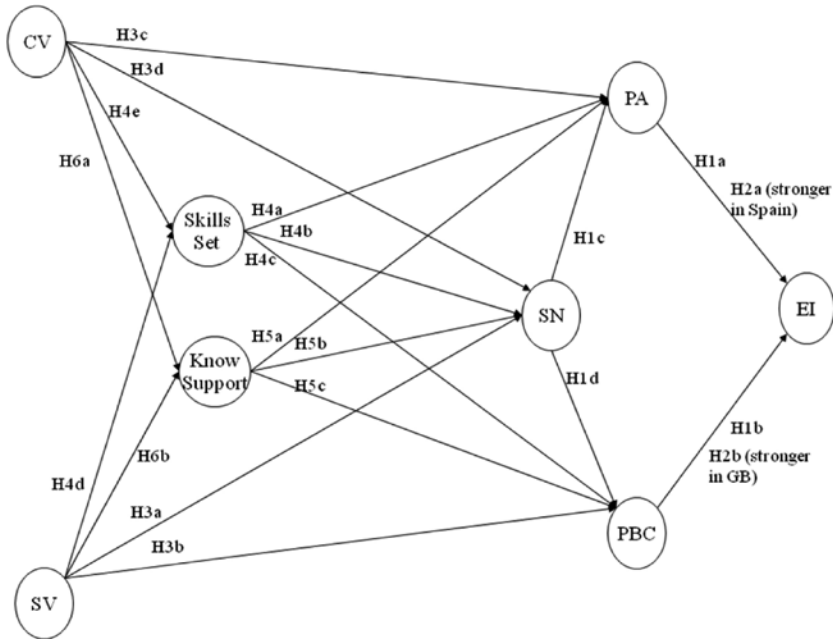 CV
H3c
H3d
H4e
H6a
PA
H1a
H2a (stronger
in Spain)
Skills
Set
H4a
H4b
H4c
H1c
SN
EI
Know
Support
H5a
H5b
H5c
H1d
H6b
H4d
H3a
H3b
H1b
H2b (stronger
in GB)
PBC
SV